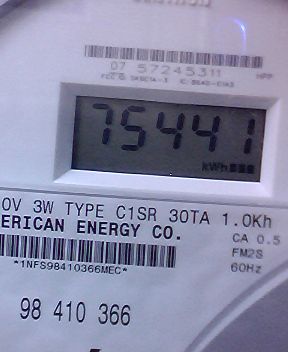 07 57245311 HPP
75441
kWh
0V 3W TYPE C1SR 30TA 1.0Kh
ERICAN ENERGY CO. CA 0.5
FM2S
*1NFS98410366MEC* 60Hz
98 410 366